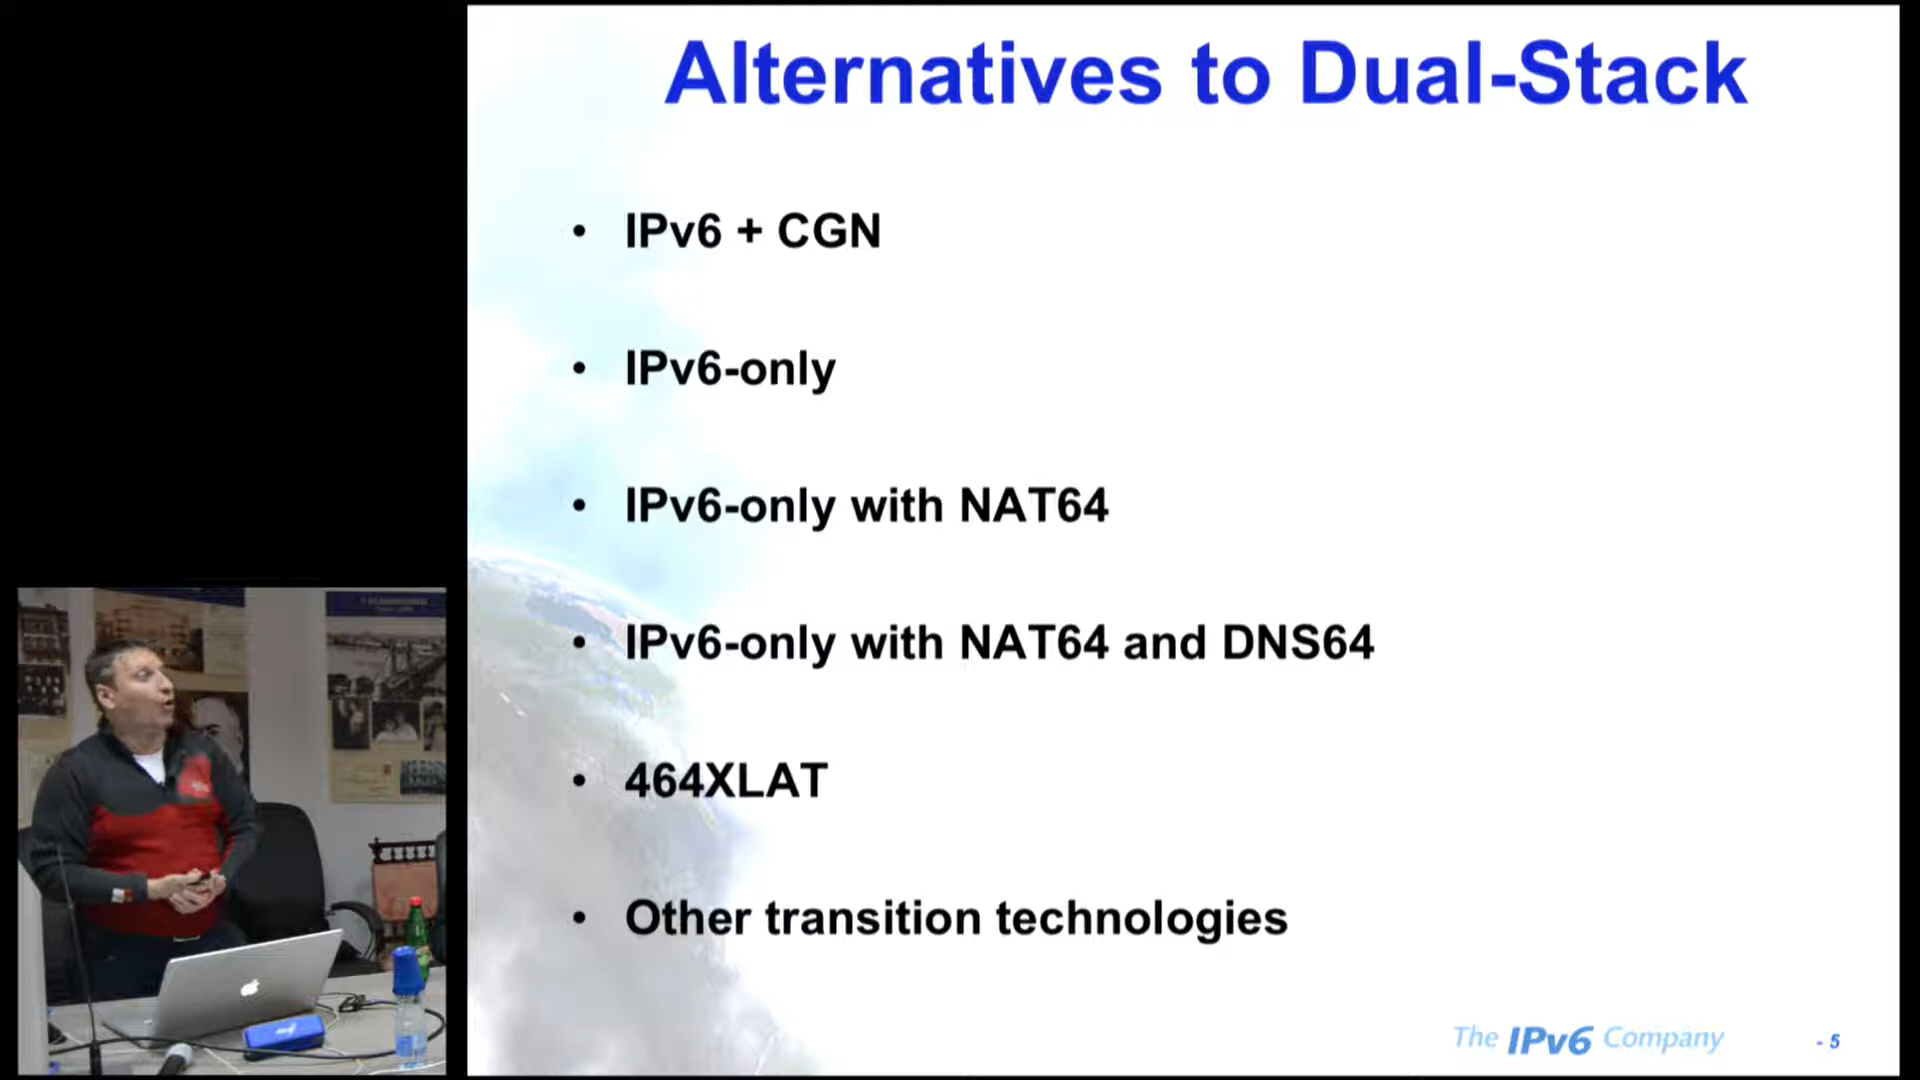 Alternatives to Dual-Stack
• IPv6 + CGN
• IPv6-only
• IPv6-only with NAT64
• IPv6-only with NAT64 and DNS64
• 464XLAT
• Other transition technologies
The IPv6 Company
- 5